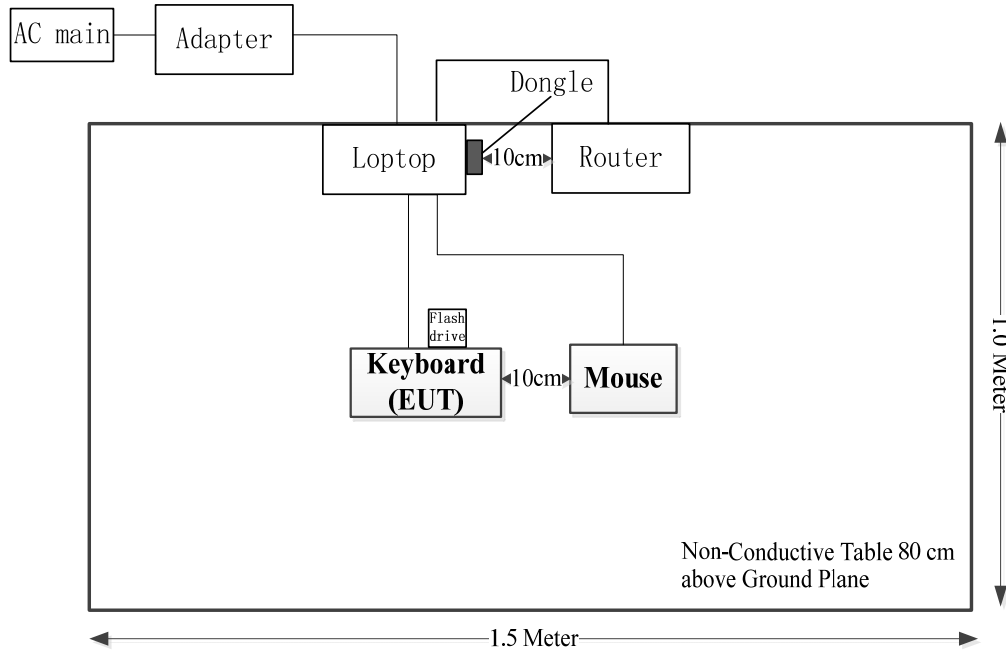 AC main
Adapter
Dongle
Loptop
10cm
Router
Flash
drive
Keyboard
(EUT)
10cm
Mouse
1.0 Meter
Non-Conductive Table 80 cm
above Ground Plane
1.5 Meter